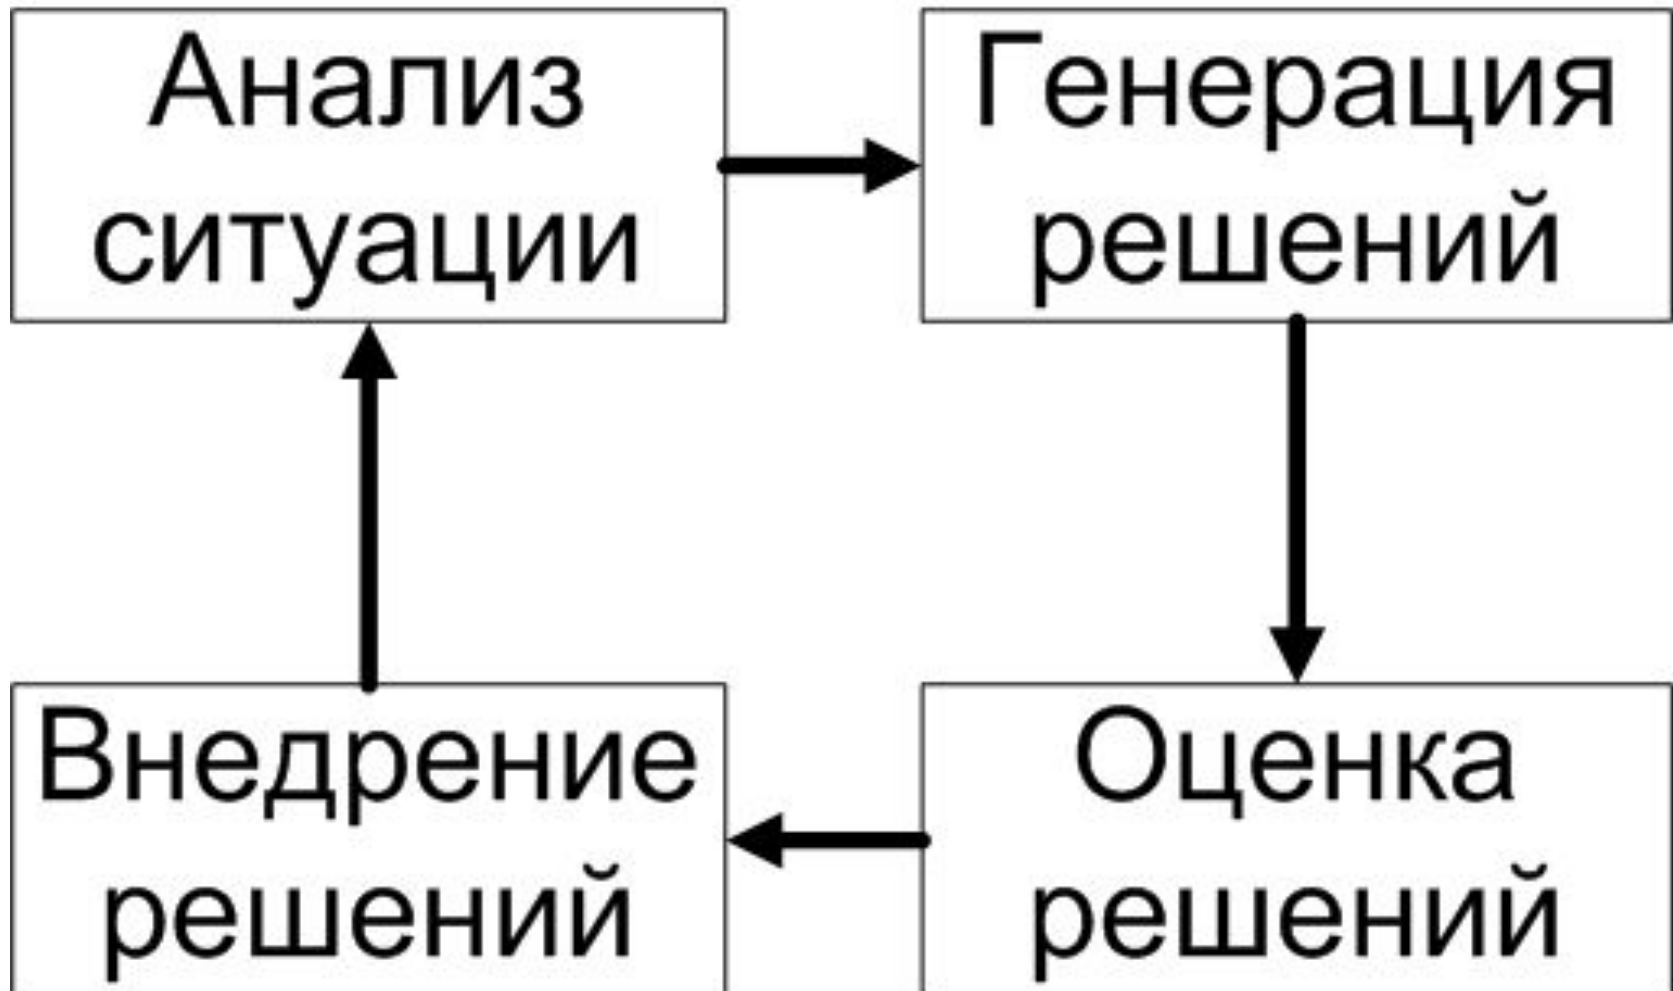 Анализ
ситуации
Генерация
решений
Внедрение
решений
Оценка
решений